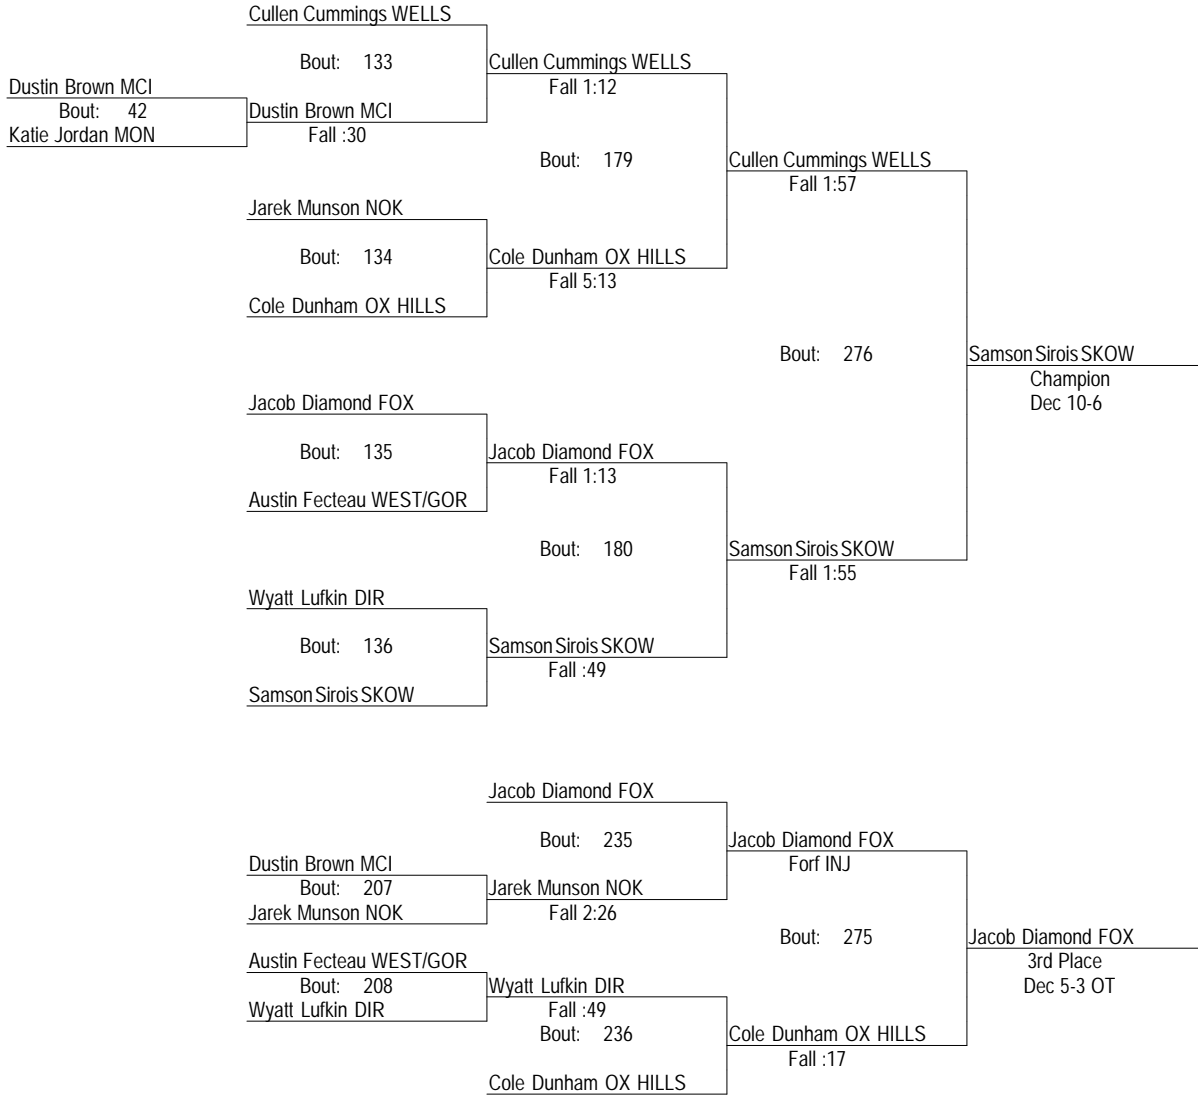 Cullen Cummings WELLS
Bout: 133
Cullen Cummings WELLS
Fall 1:12
Dustin Brown MCI
Bout: 42
Katie Jordan MON
Dustin Brown MCI
Fall :30
Bout: 179
Cullen Cummings WELLS
Fall 1:57
Jarek Munson NOK
Bout: 134
Cole Dunham OX HILLS
Fall 5:13
Cole Dunham OX HILLS
Bout: 276
Samson Sirois SKOW
Champion
Dec 10-6
Jacob Diamond FOX
Bout: 135
Jacob Diamond FOX
Fall 1:13
Austin Fecteau WEST/GOR
Bout: 180
Samson Sirois SKOW
Fall 1:55
Wyatt Lufkin DIR
Bout: 136
Samson Sirois SKOW
Fall :49
Samson Sirois SKOW
Jacob Diamond FOX
Bout: 235
Jacob Diamond FOX
Forf INJ
Dustin Brown MCI
Bout: 207
Jarek Munson NOK
Jarek Munson NOK
Fall 2:26
Bout: 275
Jacob Diamond FOX
3rd Place
Dec 5-3 OT
Austin Fecteau WEST/GOR
Bout: 208
Wyatt Lufkin DIR
Wyatt Lufkin DIR
Fall :49
Bout: 236
Cole Dunham OX HILLS
Fall :17
Cole Dunham OX HILLS